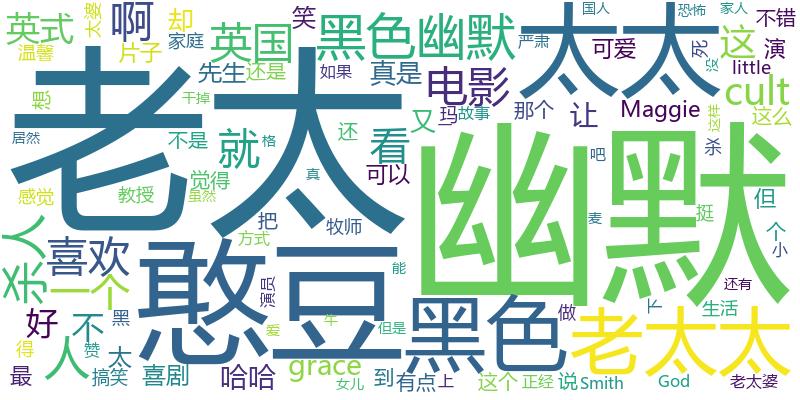 英式
太婆
啊
却
家庭
英国
笑
黑色幽默
国人
恐怖
家人
太太
严肃
可爱
死
这
不错
演
温馨
片子
先生
还是
如果
真是
电影
没
little
cult
想
干掉
老太
居然
不是
就
还
看
又
玛
故事
那个
让
Maggie
杀
这样
这么
格
觉得
可以
真
吧
幽默
感觉
教授
虽然
杀人
喜欢
一个
憨豆
把
牧师
方式
麦
挺
但
个
小
演员
能
还有
好
不
黑
太
爱
车
但是
黑色
做
老太太
生活
人
得
赞
最
搞笑
喜剧
哈哈
grace
女儿
到
有点
上
这个
正经
说
Smith
God
老太婆